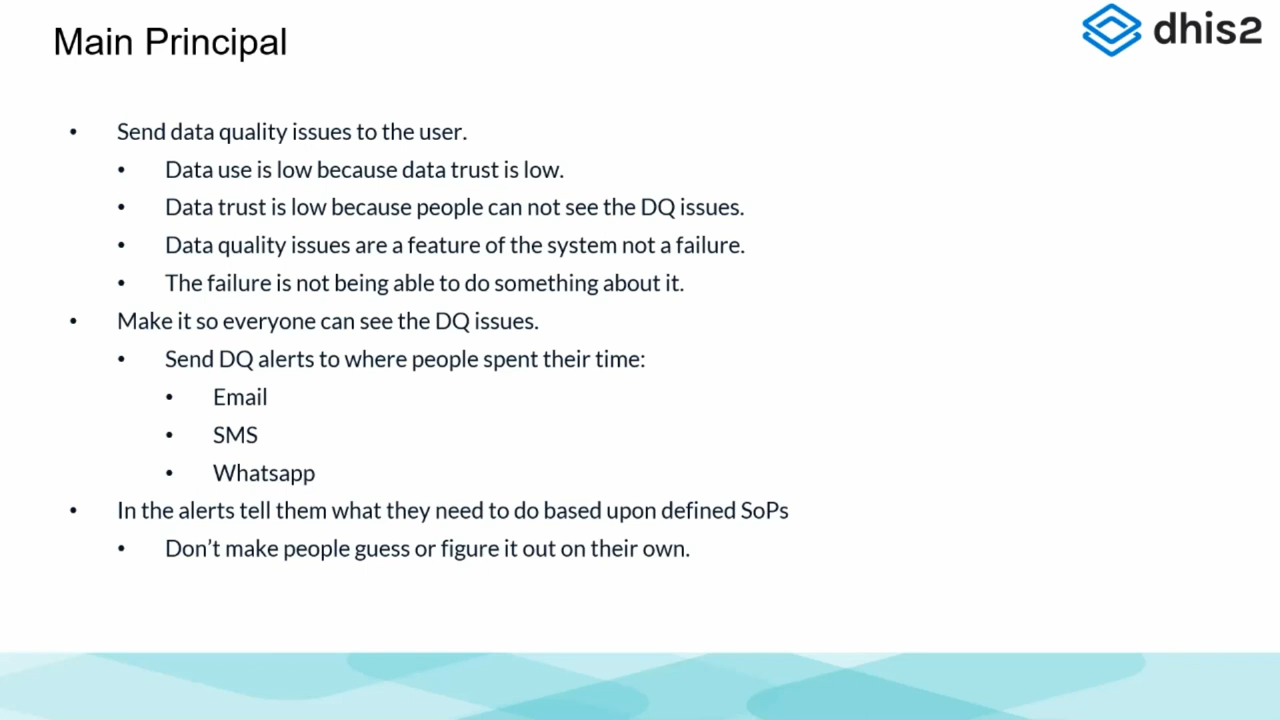 Main Principal
dhis2
• Send data quality issues to the user.
• Data use is low because data trust is low.
• Data trust is low because people can not see the DQ issues.
• Data quality issues are a feature of the system not a failure.
• The failure is not being able to do something about it.
• Make it so everyone can see the DQ issues.
• Send DQ alerts to where people spent their time:
• Email
• SMS
• Whatsapp
• In the alerts tell them what they need to do based upon defined SoPs
• Don’t make people guess or figure it out on their own.